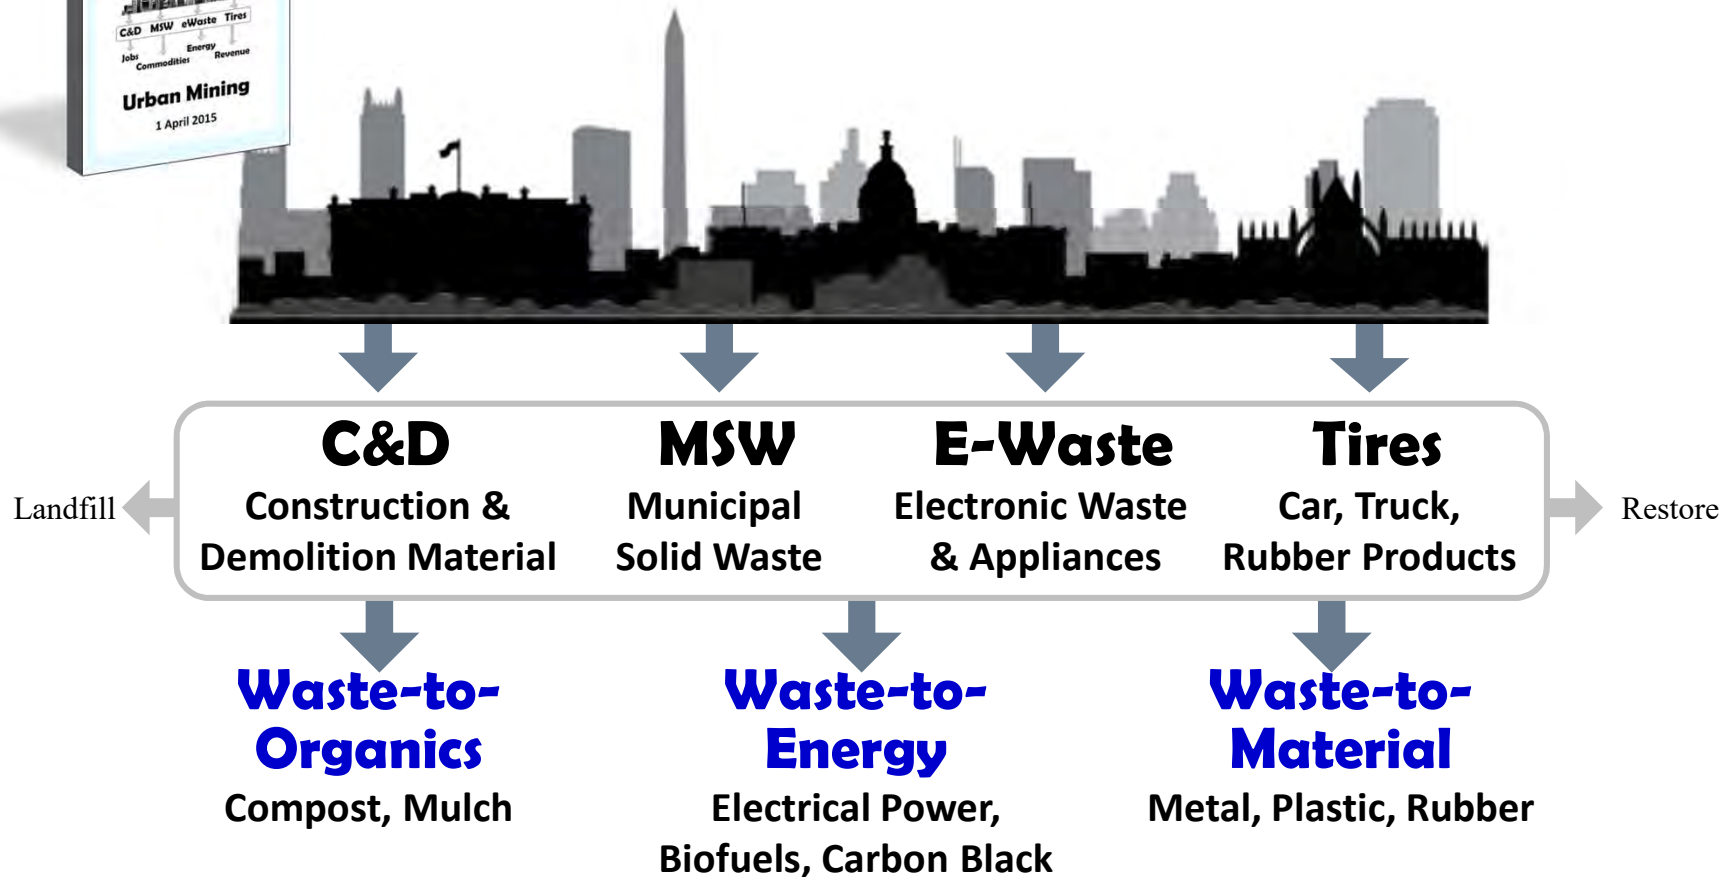 C&D MSW eWaste Tires
Jobs Commodities Energy Revenue
Urban Mining
1 April 2015
C&D MSW E-Waste Tires
Construction & Municipal Electronic Waste Car, Truck,
Landfill Restore
Demolition Material Solid Waste & Appliances Rubber Products
Waste-to- Waste-to- Waste-to-
Organics Energy Material
Compost, Mulch Electrical Power, Metal, Plastic, Rubber
Biofuels, Carbon Black